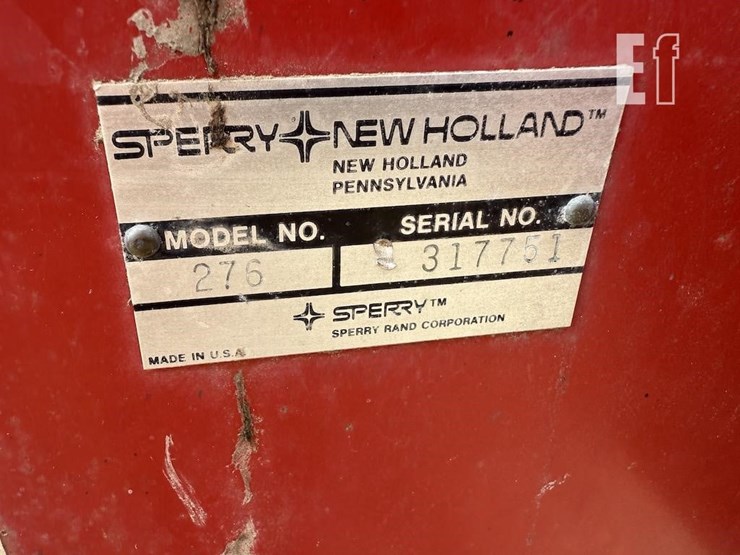 Ef
SPERRY NEW HOLLAND™
NEW HOLLAND
PENNSYLVANIA
MODEL NO. SERIAL NO.
276 317751
SPERRY™
SPERRY RAND CORPORATION
MADE IN U.S.A.